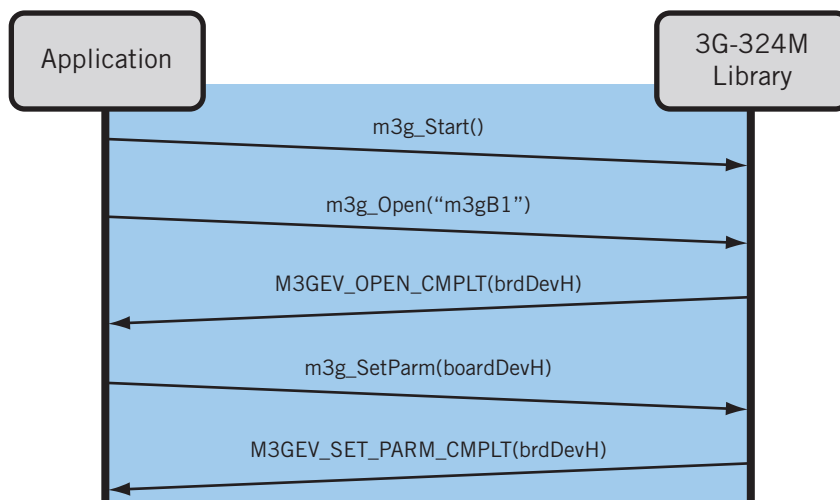 Application
3G-324M
Library
m3g_Start()
m3g_Open(“m3gB1”)
M3GEV_OPEN_CMPLT(brdDevH)
m3g_SetParm(boardDevH)
M3GEV_SET_PARM_CMPLT(brdDevH)